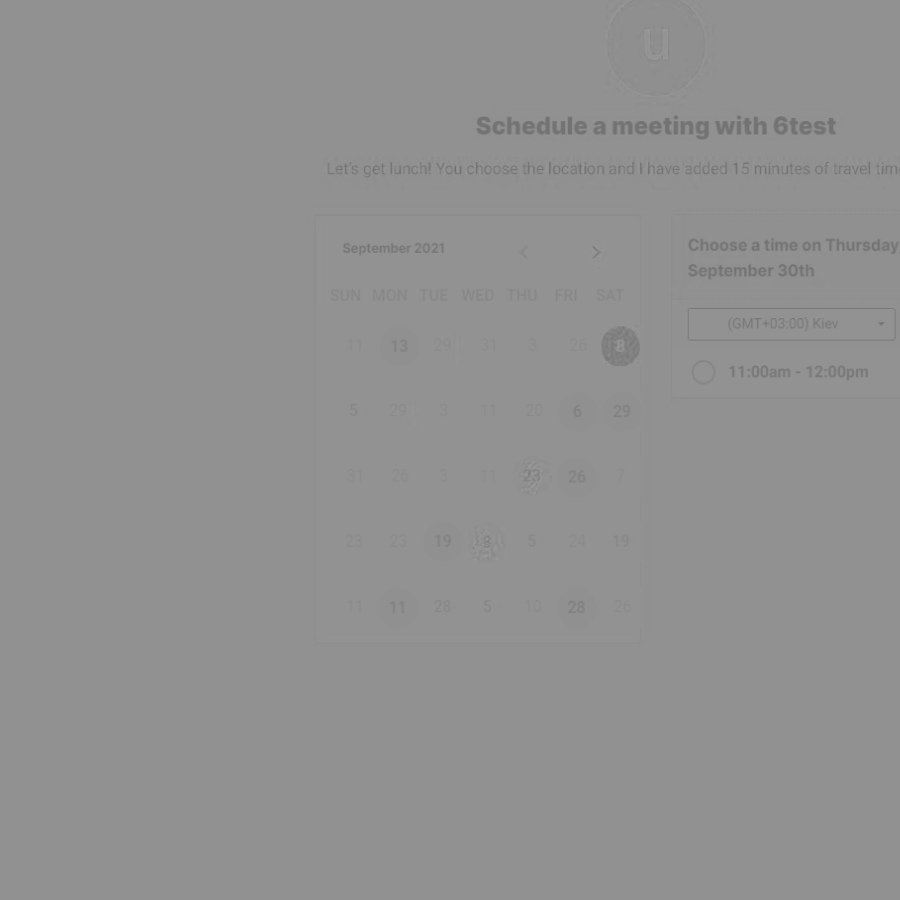 u
Schedule a meeting with 6test
Let's get lunch! You choose the location and I have added 15 minutes of travel
September 2021
SUN MON TUE WED THU FRI SAT
11 13 29 31 3 26 8
5 29 3 11 20 6 29
31 26 3 11 23 26 7
23 23 19 8 5 24 19
11 11 28 5 10 28 26
Choose a time on Thursday,
September 30th
(GMT+03:00) Kiev
11:00am - 12:00pm